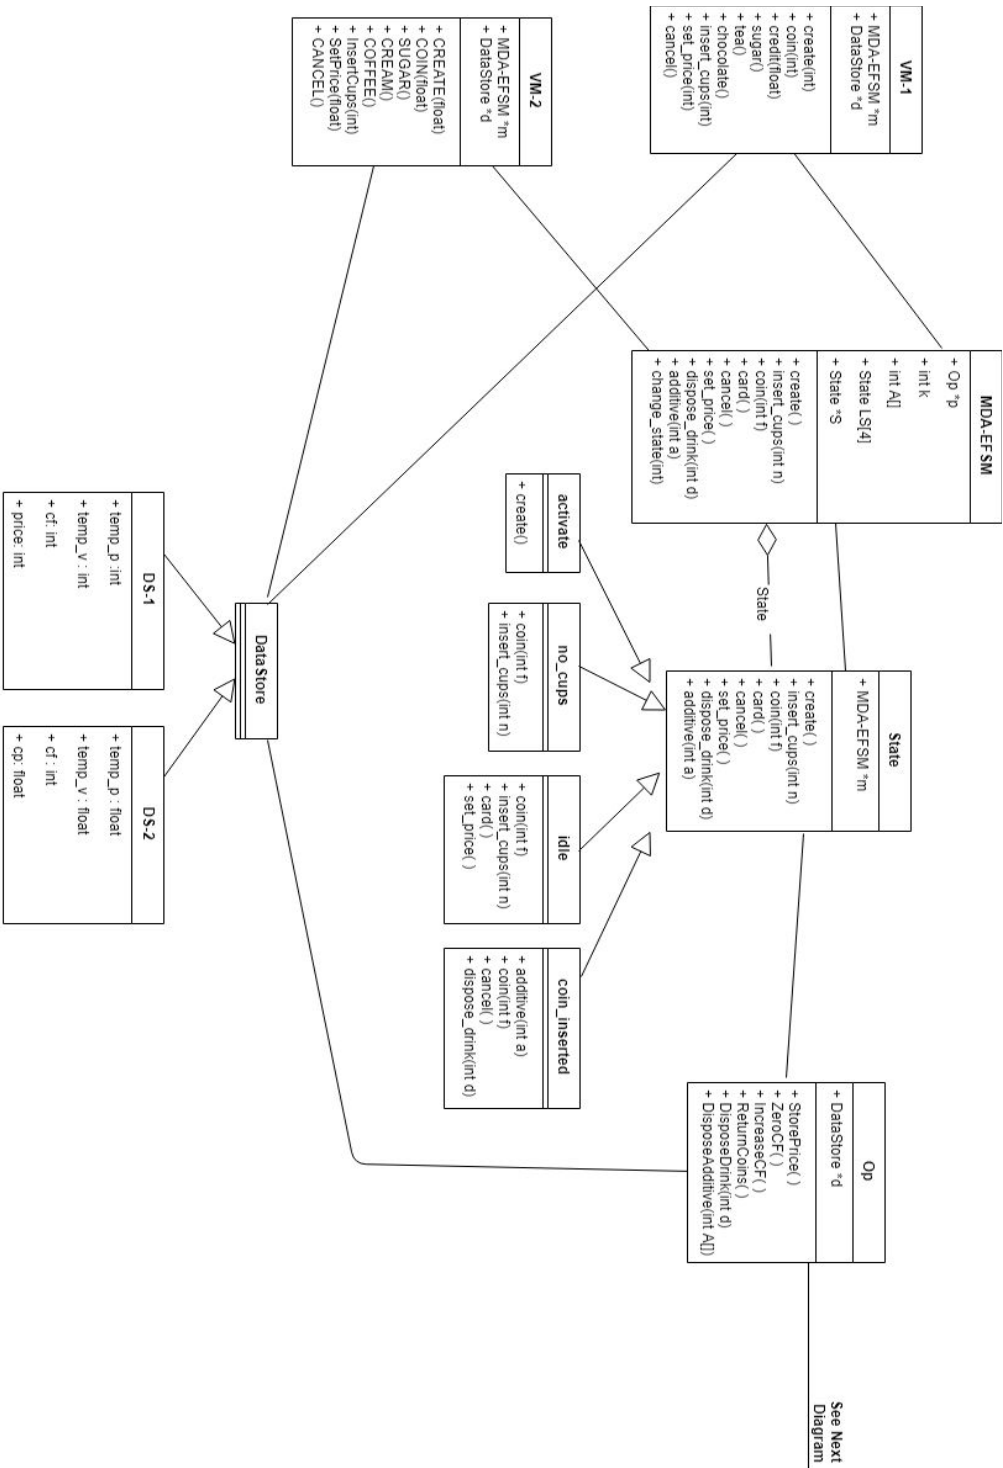 VM-1
+ MDA-EFSM *m
+ DataStore *d
+ create(int)
+ coin(int)
+ credit(float)
+ sugar()
+ tea()
+ chocolate()
+ insert_cups(int)
+ set_price(int)
+ cancel()
VM-2
+ MDA-EFSM *m
+ DataStore *d
+ CREATE(float)
+ COIN(float)
+ SUGAR()
+ CREAM()
+ COFFEE()
+ InsertCups(int)
+ SetPrice(float)
+ CANCEL()
MDA-EFSM
+ Op *p
+ int k
+ int A[]
+ State LS[4]
+ State *S
+ create( )
+ insert_cups(int n)
+ coin(int f)
+ card( )
+ cancel( )
+ set_price( )
+ dispose_drink(int d)
+ additive(int a)
+ change_state(int)
State
State
+ MDA-EFSM *m
+ create( )
+ insert_cups(int n)
+ coin(int f)
+ card( )
+ cancel( )
+ set_price( )
+ dispose_drink(int d)
+ additive(int a)
Op
+ DataStore *d
+ StorePrice( )
+ ZeroCF( )
+ IncreaseCF( )
+ ReturnCoins( )
+ DisposeDrink(int d)
+ DisposeAdditive(int A[])
See Next
Diagram
activate
+ create()
no_cups
+ coin(int f)
+ insert_cups(int n)
idle
+ coin(int f)
+ insert_cups(int n)
+ card( )
+ set_price( )
coin_inserted
+ additive(int a)
+ coin(int f)
+ cancel( )
+ dispose_drink(int d)
DataStore
DS-1
+ temp_p :int
+ temp_v : int
+ cf: int
+ price: int
DS-2
+ temp_p : float
+ temp_v : float
+ cf : int
+ cp: float